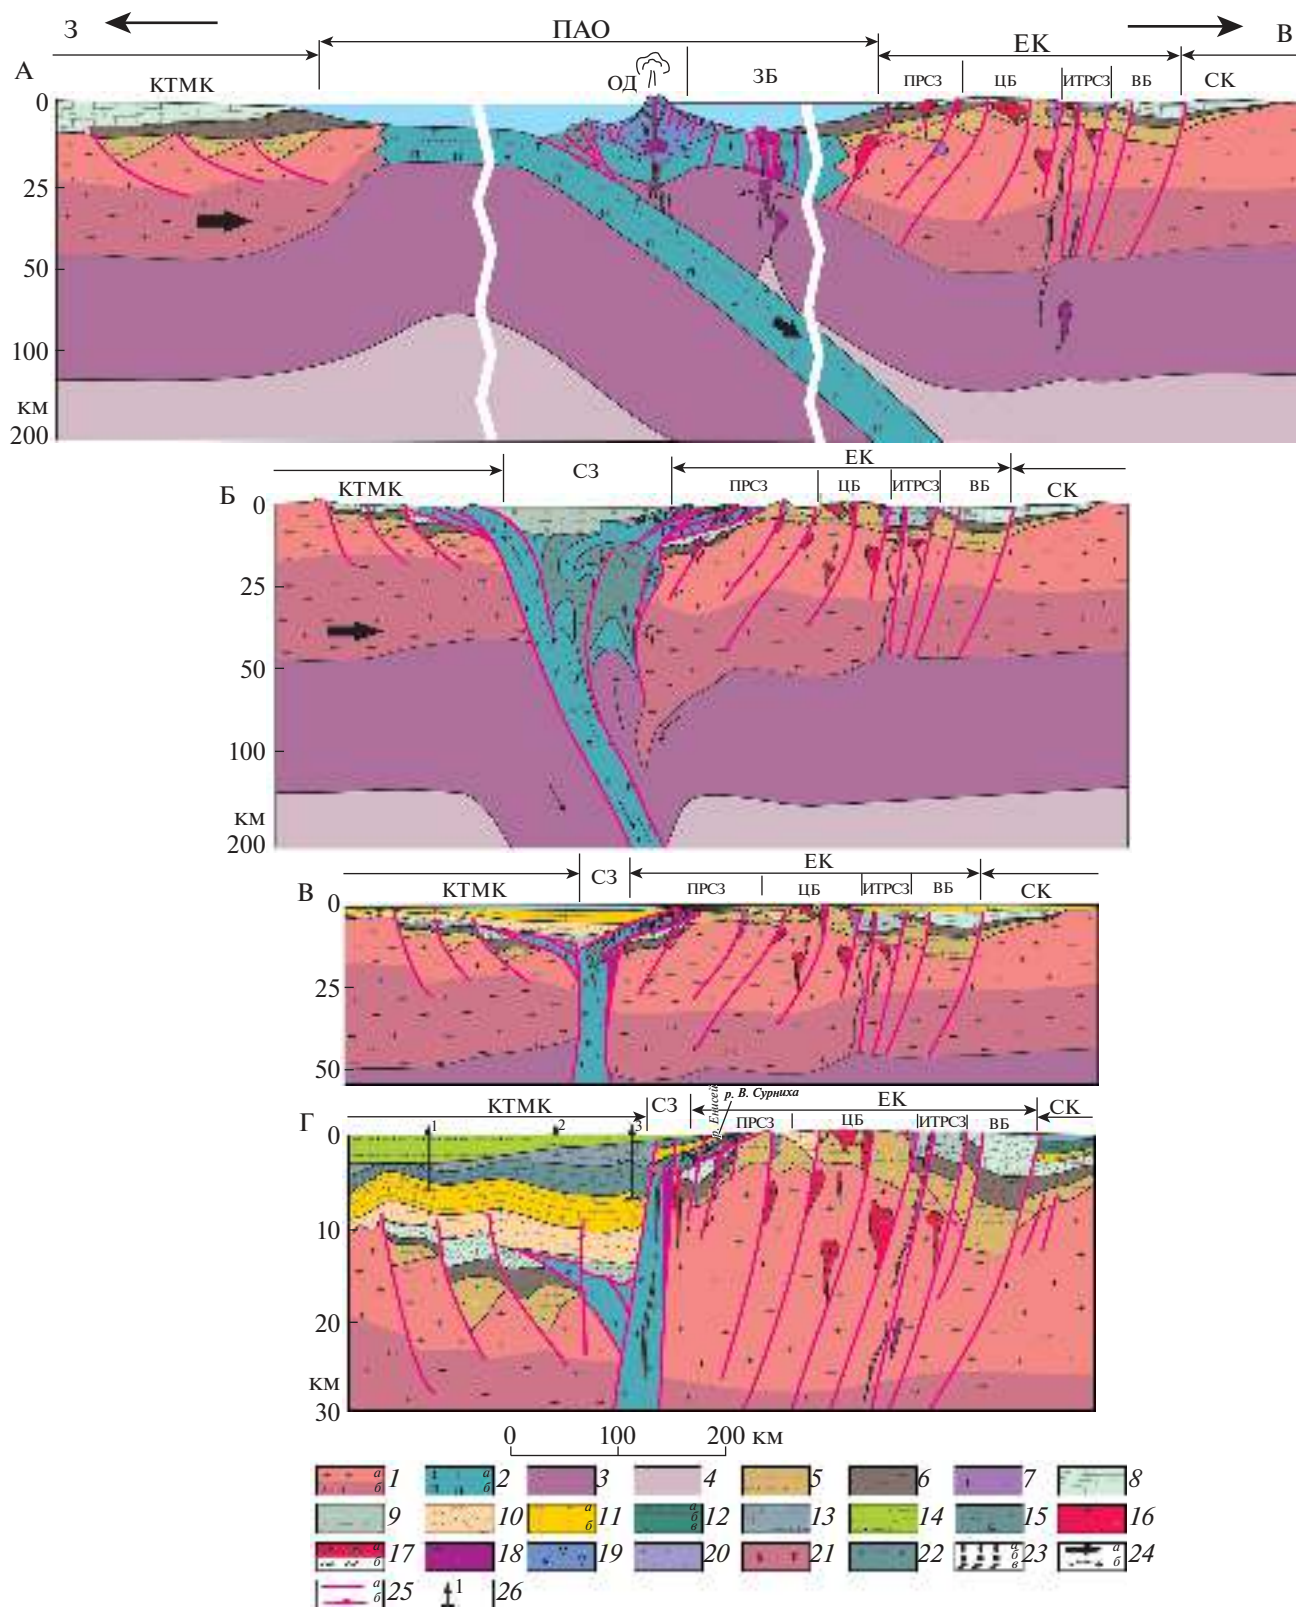 З ПАО В
ЕК
КТМК ОД ЗБ ПРСЗ ЦБ ИТРСЗ ВБ СК
А
0
25
50
100
км
200
СЗ ЕК
Б КТМК ПРСЗ ЦБ ИТРСЗ ВБ СК
0
25
50
100
км
200
ЕК
В КТМК СЗ ПРСЗ ЦБ ИТРСЗ ВБ СК
0
25
50
р. Енисей р. В. Сурниха
КТМК СЗ ЕК СК
Г ПРСЗ ЦБ ИТРСЗ ВБ
1 2 3
0
10
20
км
30
0 100 200 км
а б 1 а б 2 3 4 5 6 7 8
9 10 а б 11 а б в 12 13 14 15 16
а б 17 18 19 20 21 22 а б в 23 а б 24
а б 25 1 26